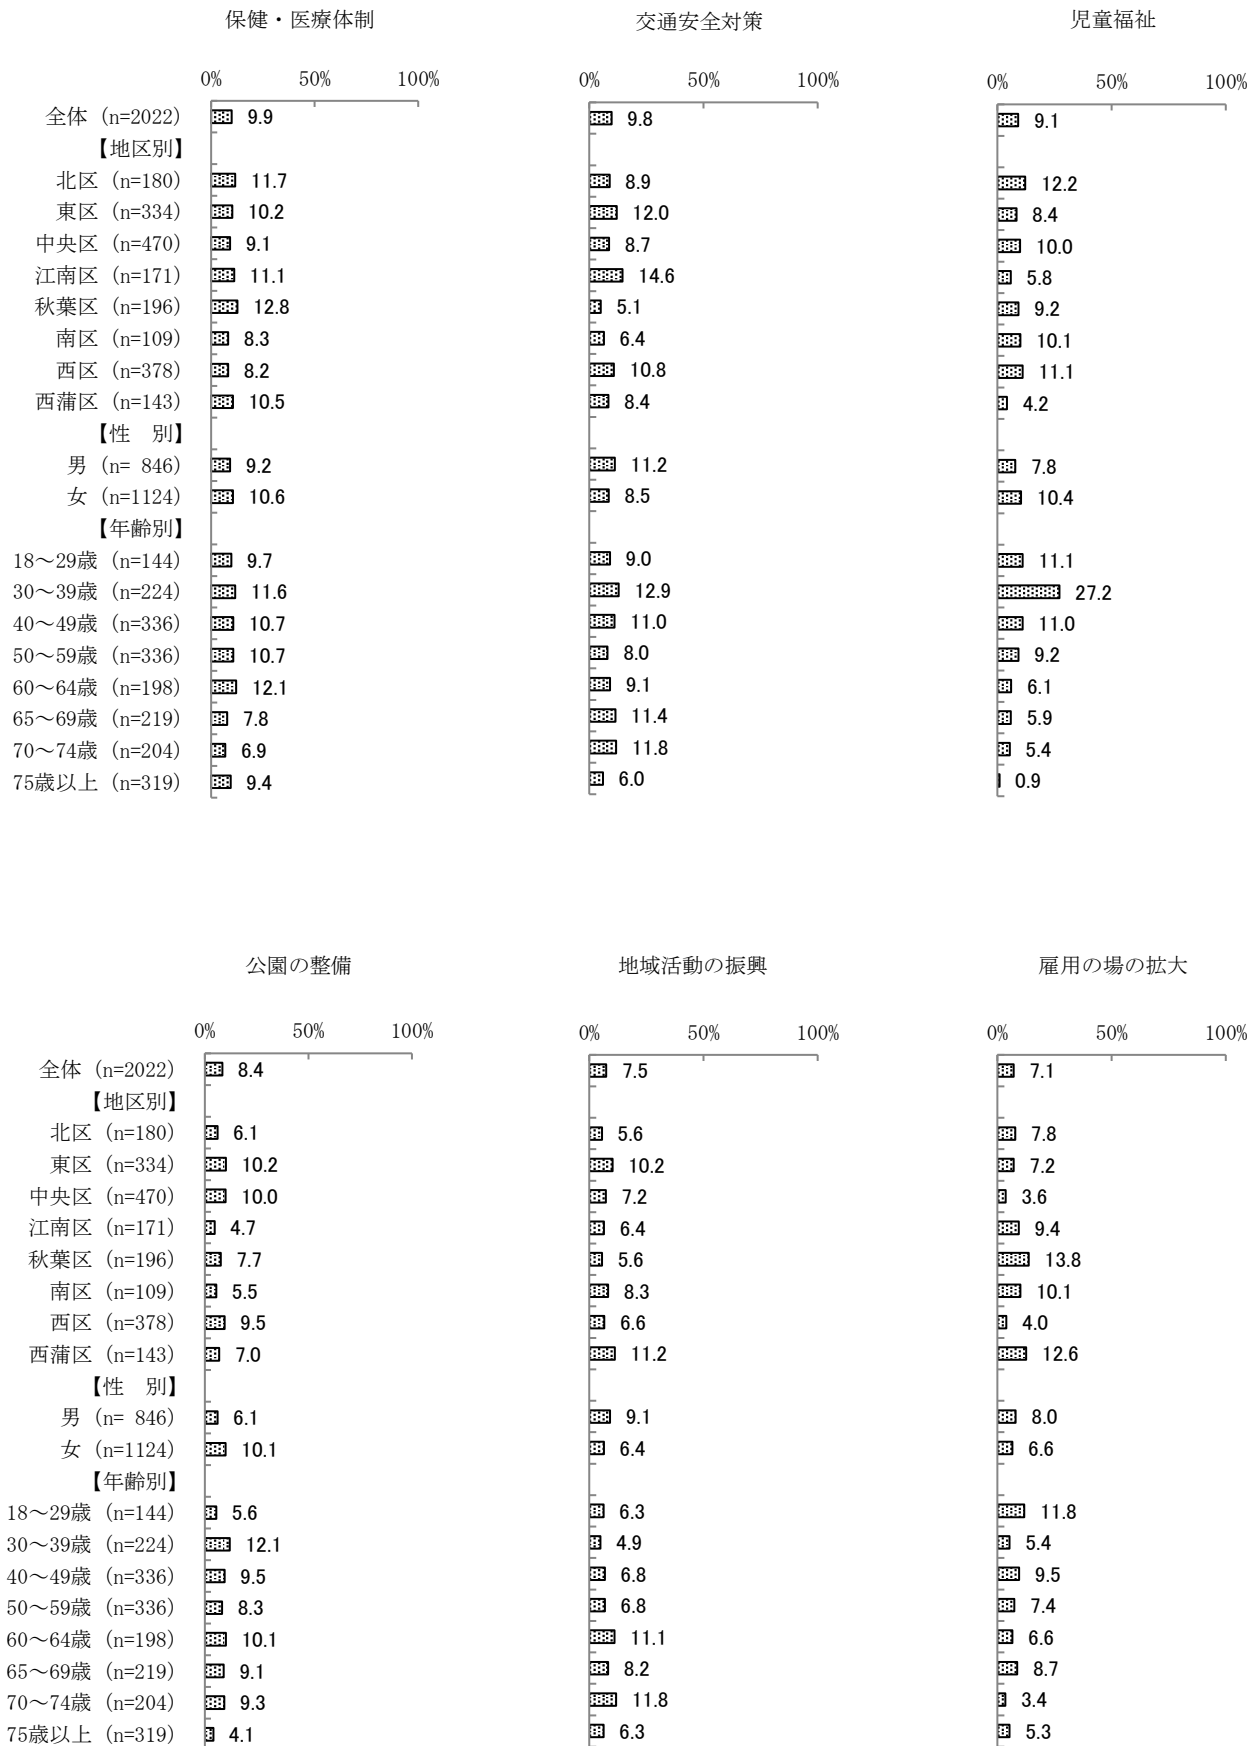 保健・医療体制 交通安全対策 児童福祉
0% 50% 100% 0% 50% 100% 0% 50% 100%
全体 (n=2022) 9.9 9.8 9.1
【地区別】
北区 (n=180) 11.7 8.9 12.2
東区 (n=334) 10.2 12.0 8.4
中央区 (n=470) 9.1 8.7 10.0
江南区 (n=171) 11.1 14.6 5.8
秋葉区 (n=196) 12.8 5.1 9.2
南区 (n=109) 8.3 6.4 10.1
西区 (n=378) 8.2 10.8 11.1
西蒲区 (n=143) 10.5 8.4 4.2
【性　別】
男 (n= 846) 9.2 11.2 7.8
女 (n=1124) 10.6 8.5 10.4
【年齢別】
18～29歳 (n=144) 9.7 9.0 11.1
30～39歳 (n=224) 11.6 12.9 27.2
40～49歳 (n=336) 10.7 11.0 11.0
50～59歳 (n=336) 10.7 8.0 9.2
60～64歳 (n=198) 12.1 9.1 6.1
65～69歳 (n=219) 7.8 11.4 5.9
70～74歳 (n=204) 6.9 11.8 5.4
75歳以上 (n=319) 9.4 6.0 0.9
公園の整備 地域活動の振興 雇用の場の拡大
0% 50% 100% 0% 50% 100% 0% 50% 100%
全体 (n=2022) 8.4 7.5 7.1
【地区別】
北区 (n=180) 6.1 5.6 7.8
東区 (n=334) 10.2 10.2 7.2
中央区 (n=470) 10.0 7.2 3.6
江南区 (n=171) 4.7 6.4 9.4
秋葉区 (n=196) 7.7 5.6 13.8
南区 (n=109) 5.5 8.3 10.1
西区 (n=378) 9.5 6.6 4.0
西蒲区 (n=143) 7.0 11.2 12.6
【性　別】
男 (n= 846) 6.1 9.1 8.0
女 (n=1124) 10.1 6.4 6.6
【年齢別】
18～29歳 (n=144) 5.6 6.3 11.8
30～39歳 (n=224) 12.1 4.9 5.4
40～49歳 (n=336) 9.5 6.8 9.5
50～59歳 (n=336) 8.3 6.8 7.4
60～64歳 (n=198) 10.1 11.1 6.6
65～69歳 (n=219) 9.1 8.2 8.7
70～74歳 (n=204) 9.3 11.8 3.4
75歳以上 (n=319) 4.1 6.3 5.3